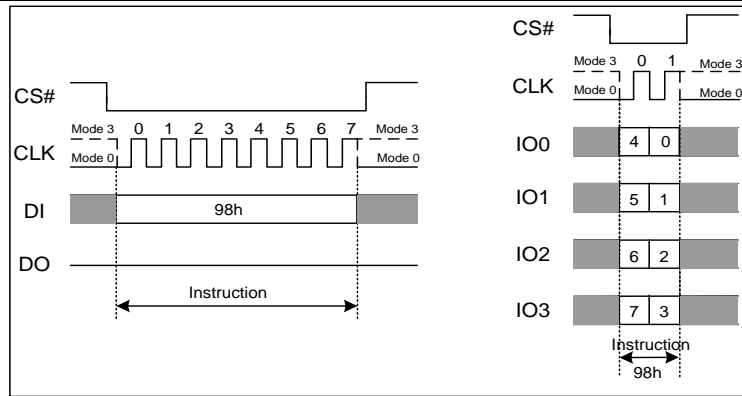 CS#
Mode 3 0 1 2 3 4 5 6 7 Mode 3
CLK
Mode 0 Mode 0
DI 98h
DO
Instruction
CS#
Mode 3 0 1 Mode 3
CLK
Mode 0 Mode 0
IO0 4 0
IO1 5 1
IO2 6 2
IO3 7 3
Instruction
98h